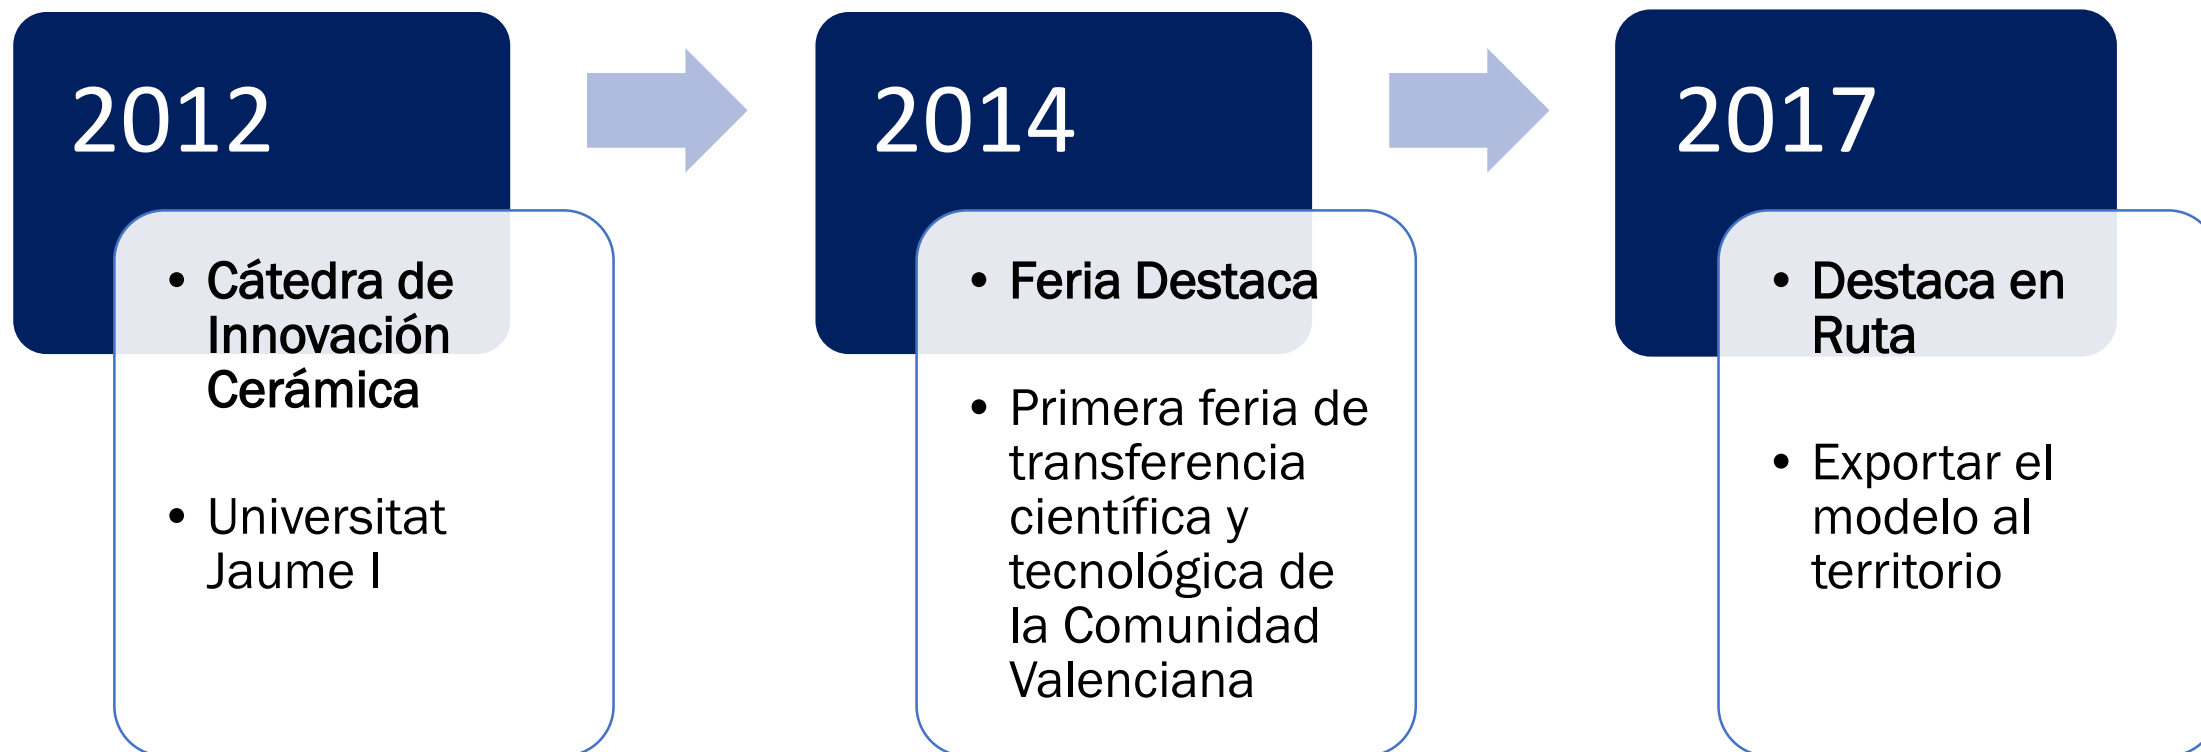 2012
• Cátedra de
Innovación
Cerámica
• Universitat
Jaume I
2014
• Feria Destaca
• Primera feria de
transferencia
científica y
tecnológica de
la Comunidad
Valenciana
2017
• Destaca en
Ruta
• Exportar el
modelo al
territorio